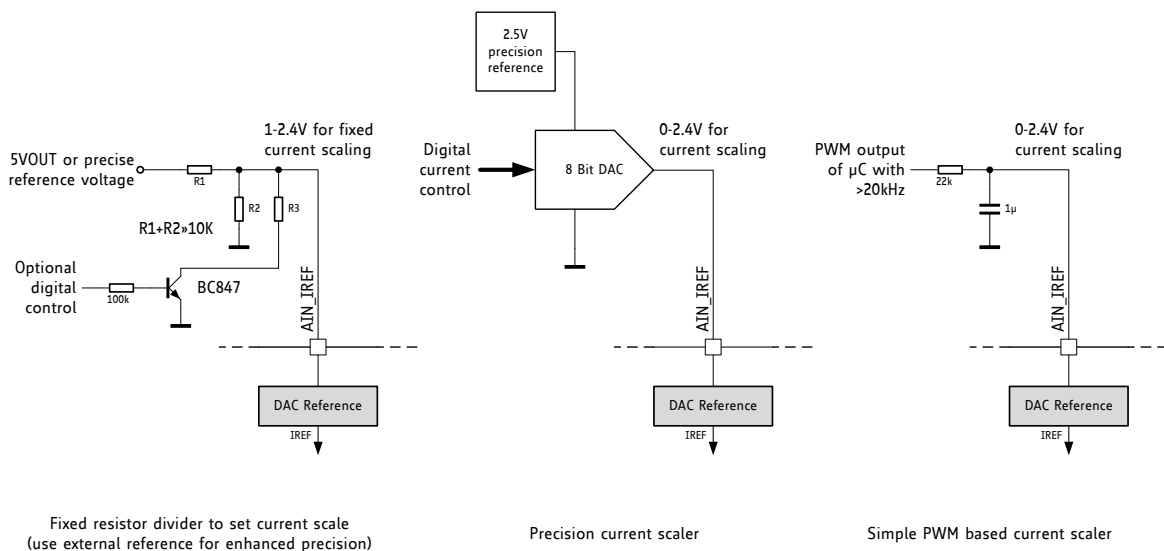 1-2.4V for fixed
current scaling
5VOUT or precise
reference voltage
R1
R2
R3
R1+R2»10K
Optional
digital
control
100k
BC847
AIN_IREF
DAC Reference
IREF
Fixed resistor divider to set current scale
(use external reference for enhanced precision)
2.5V
precision
reference
Digital
current
control
8 Bit DAC
0-2.4V for
current scaling
AIN_IREF
DAC Reference
IREF
Precision current scaler
PWM output
of µC with
>20kHz
22k
1µ
0-2.4V for
current scaling
AIN_IREF
DAC Reference
IREF
Simple PWM based current scaler